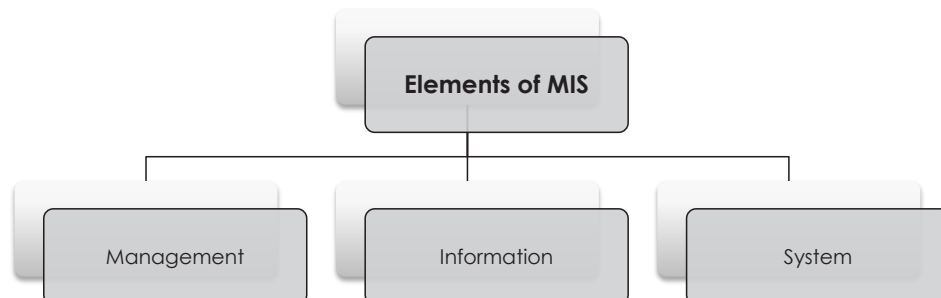 Elements of MIS
Management
Information
System